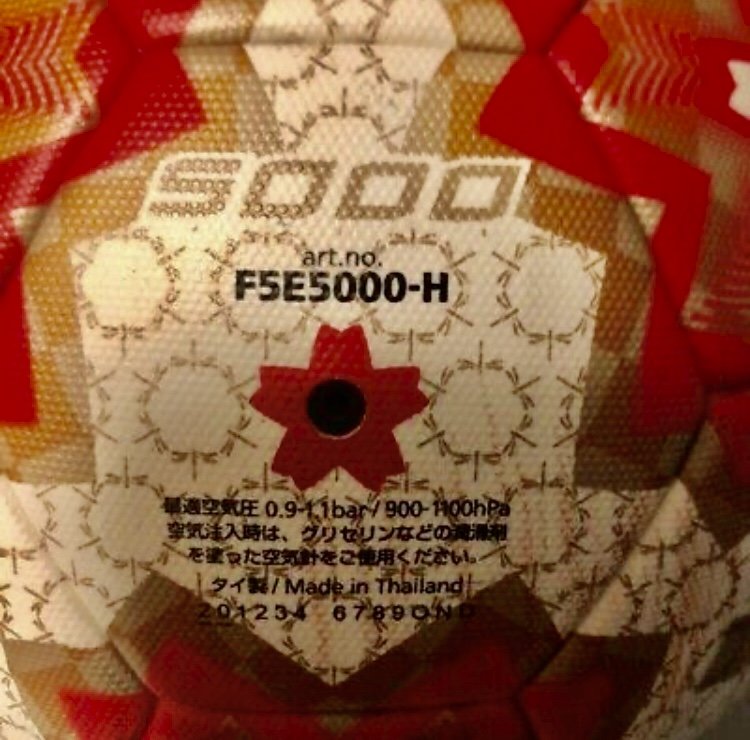 5000
art.no.
F5E5000-H
最適空気圧 0.9-1.1bar / 900-1100hPa
空気注入時は、グリセリンなどの潤滑剤
を塗った空気針をご使用ください。
タイ製 / Made in Thailand
201234 6789OND